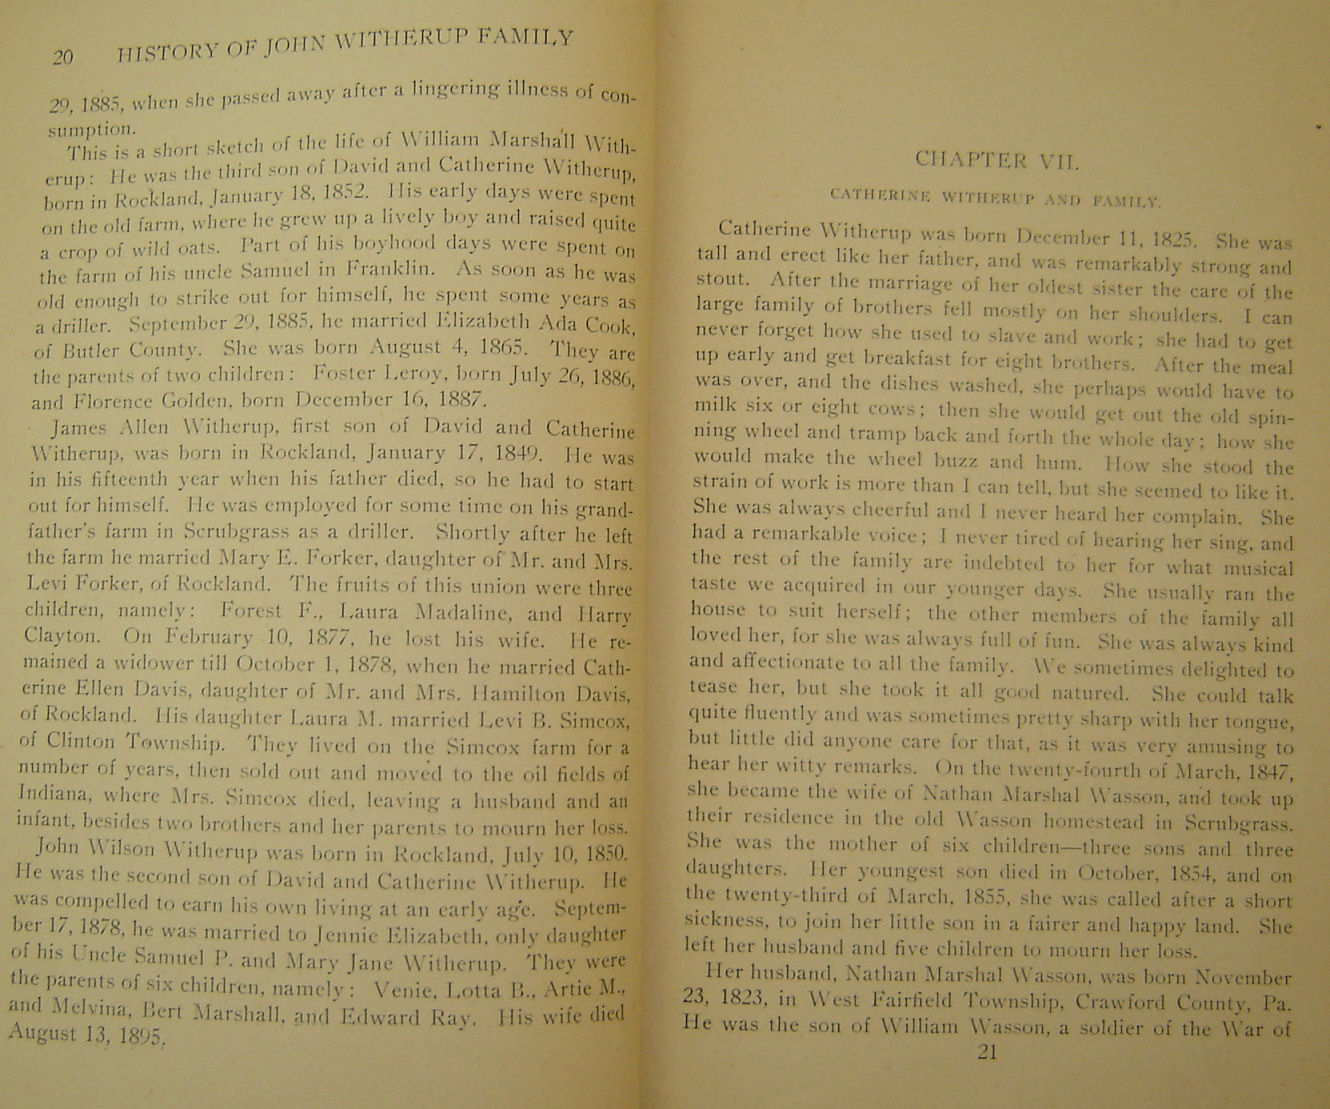 20 HISTORY OF JOHN WITHERUP FAMILY
29, 1885, when she passed away after a lingering illness of con-
sumption.
This is a short sketch of the life of William Marshall With-
erup: He was the third son of David and Catherine Witherup,
born in Rockland, January 18, 1852. His early days were spent
on the old farm, where he grew up a lively boy and raised quite
a crop of wild oats. Part of his boyhood days were spent on
the farm of his uncle Samuel in Franklin. As soon as he was
old enough to strike out for himself, he spent some years as
a driller. September 29, 1885, he married Elizabeth Ada Cook,
of Butler County. She was born August 4, 1865. They are
the parents of two children: Foster Leroy, born July 26, 1886,
and Florence Golden, born December 16, 1887.
James Allen Witherup, first son of David and Catherine
Witherup, was born in Rockland, January 17, 1849. He was
in his fifteenth year when his father died, so he had to start
out for himself. He was employed for some time on his grand-
father's farm in Scrubgrass as a driller. Shortly after he left
the farm he married Mary E. Forker, daughter of Mr. and Mrs.
Levi Forker, of Rockland. The fruits of this union were three
children, namely: Forest F., Laura Madaline, and Harry
Clayton. On February 10, 1877, he lost his wife. He re-
mained a widower till October 1, 1878, when he married Cath-
erine Ellen Davis, daughter of Mr. and Mrs. Hamilton Davis,
of Rockland. His daughter Laura M. married Levi B. Simcox,
of Clinton Township. They lived on the Simcox farm for a
number of years, then sold out and moved to the oil fields of
Indiana, where Mrs. Simcox died, leaving a husband and an
infant, besides two brothers and her parents to mourn her loss.
John Wilson Witherup was born in Rockland, July 10, 1850.
He was the second son of David and Catherine Witherup. He
was compelled to earn his own living at an early age. Septem-
ber 17, 1878, he was married to Jennie Elizabeth, only daughter
of his Uncle Samuel P. and Mary Jane Witherup. They were
the parents of six children, namely: Venie, Lotta B., Artie M.,
and Melvina, Bert Marshall, and Edward Ray. His wife died
August 13, 1895.
CHAPTER VII.
CATHERINE WITHERUP AND FAMILY.
Catherine Witherup was born December 11, 1825. She was
tall and erect like her father, and was remarkably strong and
stout. After the marriage of her oldest sister the care of the
large family of brothers fell mostly on her shoulders. I can
never forget how she used to slave and work; she had to get
up early and get breakfast for eight brothers. After the meal
was over, and the dishes washed, she perhaps would have to
milk six or eight cows; then she would get out the old spin-
ning wheel and tramp back and forth the whole day; how she
would make the wheel buzz and hum. How she stood the
strain of work is more than I can tell, but she seemed to like it.
She was always cheerful and I never heard her complain. She
had a remarkable voice; I never tired of hearing her sing, and
the rest of the family are indebted to her for what musical
taste we acquired in our younger days. She usually ran the
house to suit herself; the other members of the family all
loved her, for she was always full of fun. She was always kind
and affectionate to all the family. We sometimes delighted to
tease her, but she took it all good natured. She could talk
quite fluently and was sometimes pretty sharp with her tongue,
but little did anyone care for that, as it was very amusing to
hear her witty remarks. On the twenty-fourth of March, 1847,
she became the wife of Nathan Marshal Wasson, and took up
their residence in the old Wasson homestead in Scrubgrass.
She was the mother of six children—three sons and three
daughters. Her youngest son died in October, 1854, and on
the twenty-third of March, 1855, she was called after a short
sickness, to join her little son in a fairer and happy land. She
left her husband and five children to mourn her loss.
Her husband, Nathan Marshal Wasson, was born November
23, 1823, in West Fairfield Township, Crawford County, Pa.
He was the son of William Wasson, a soldier of the War of
21